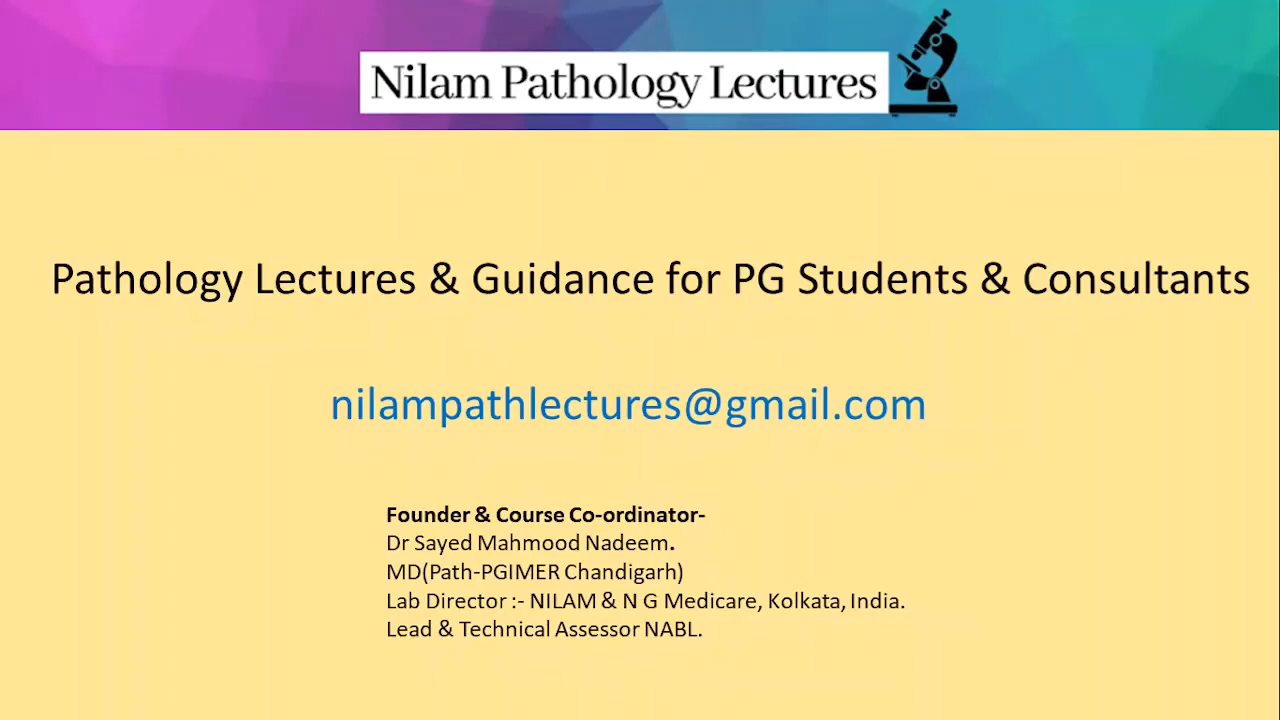 Nilam Pathology Lectures
Pathology Lectures & Guidance for PG Students & Consultants
nilampathlectures@gmail.com
Founder & Course Co-ordinator-
Dr Sayed Mahmood Nadeem.
MD(Path-PGIMER Chandigarh)
Lab Director :- NILAM & N G Medicare, Kolkata, India.
Lead & Technical Assessor NABL.